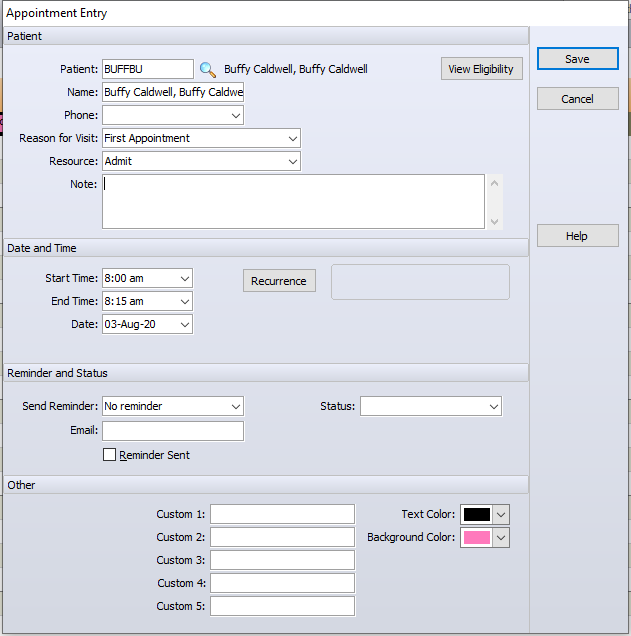 Appointment Entry
Patient
Patient: BUFFBU Buffy Caldwell, Buffy Caldwell View Eligibility
Name: Buffy Caldwell, Buffy Caldwe
Phone:
Reason for Visit: First Appointment
Resource: Admit
Note:
Save
Cancel
Help
Date and Time
Start Time: 8:00 am Recurrence
End Time: 8:15 am
Date: 03-Aug-20
Reminder and Status
Send Reminder: No reminder Status:
Email:
Reminder Sent
Other
Custom 1: Text Color:
Custom 2: Background Color:
Custom 3:
Custom 4:
Custom 5: